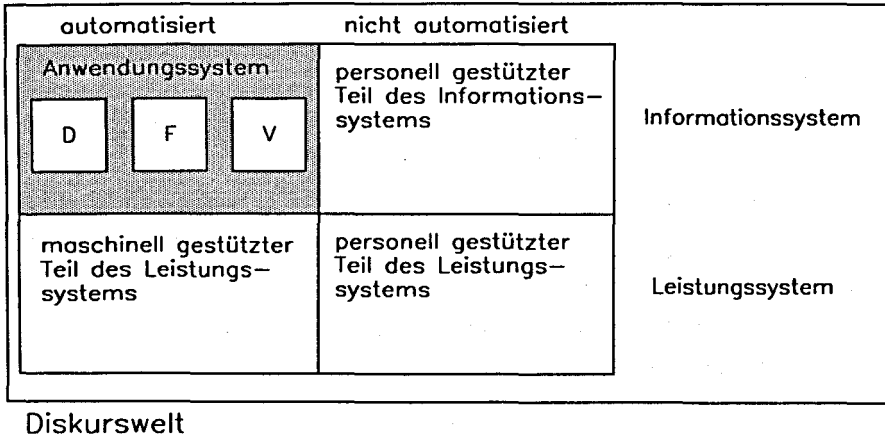 automatisiert nicht automatisiert
Anwendungssystem
D F V
personell gestützter
Teil des Informations–
systems
Informationssystem
maschinell gestützter
Teil des Leistungs–
systems
personell gestützter
Teil des Leistungs–
systems
Leistungssystem
Diskurswelt